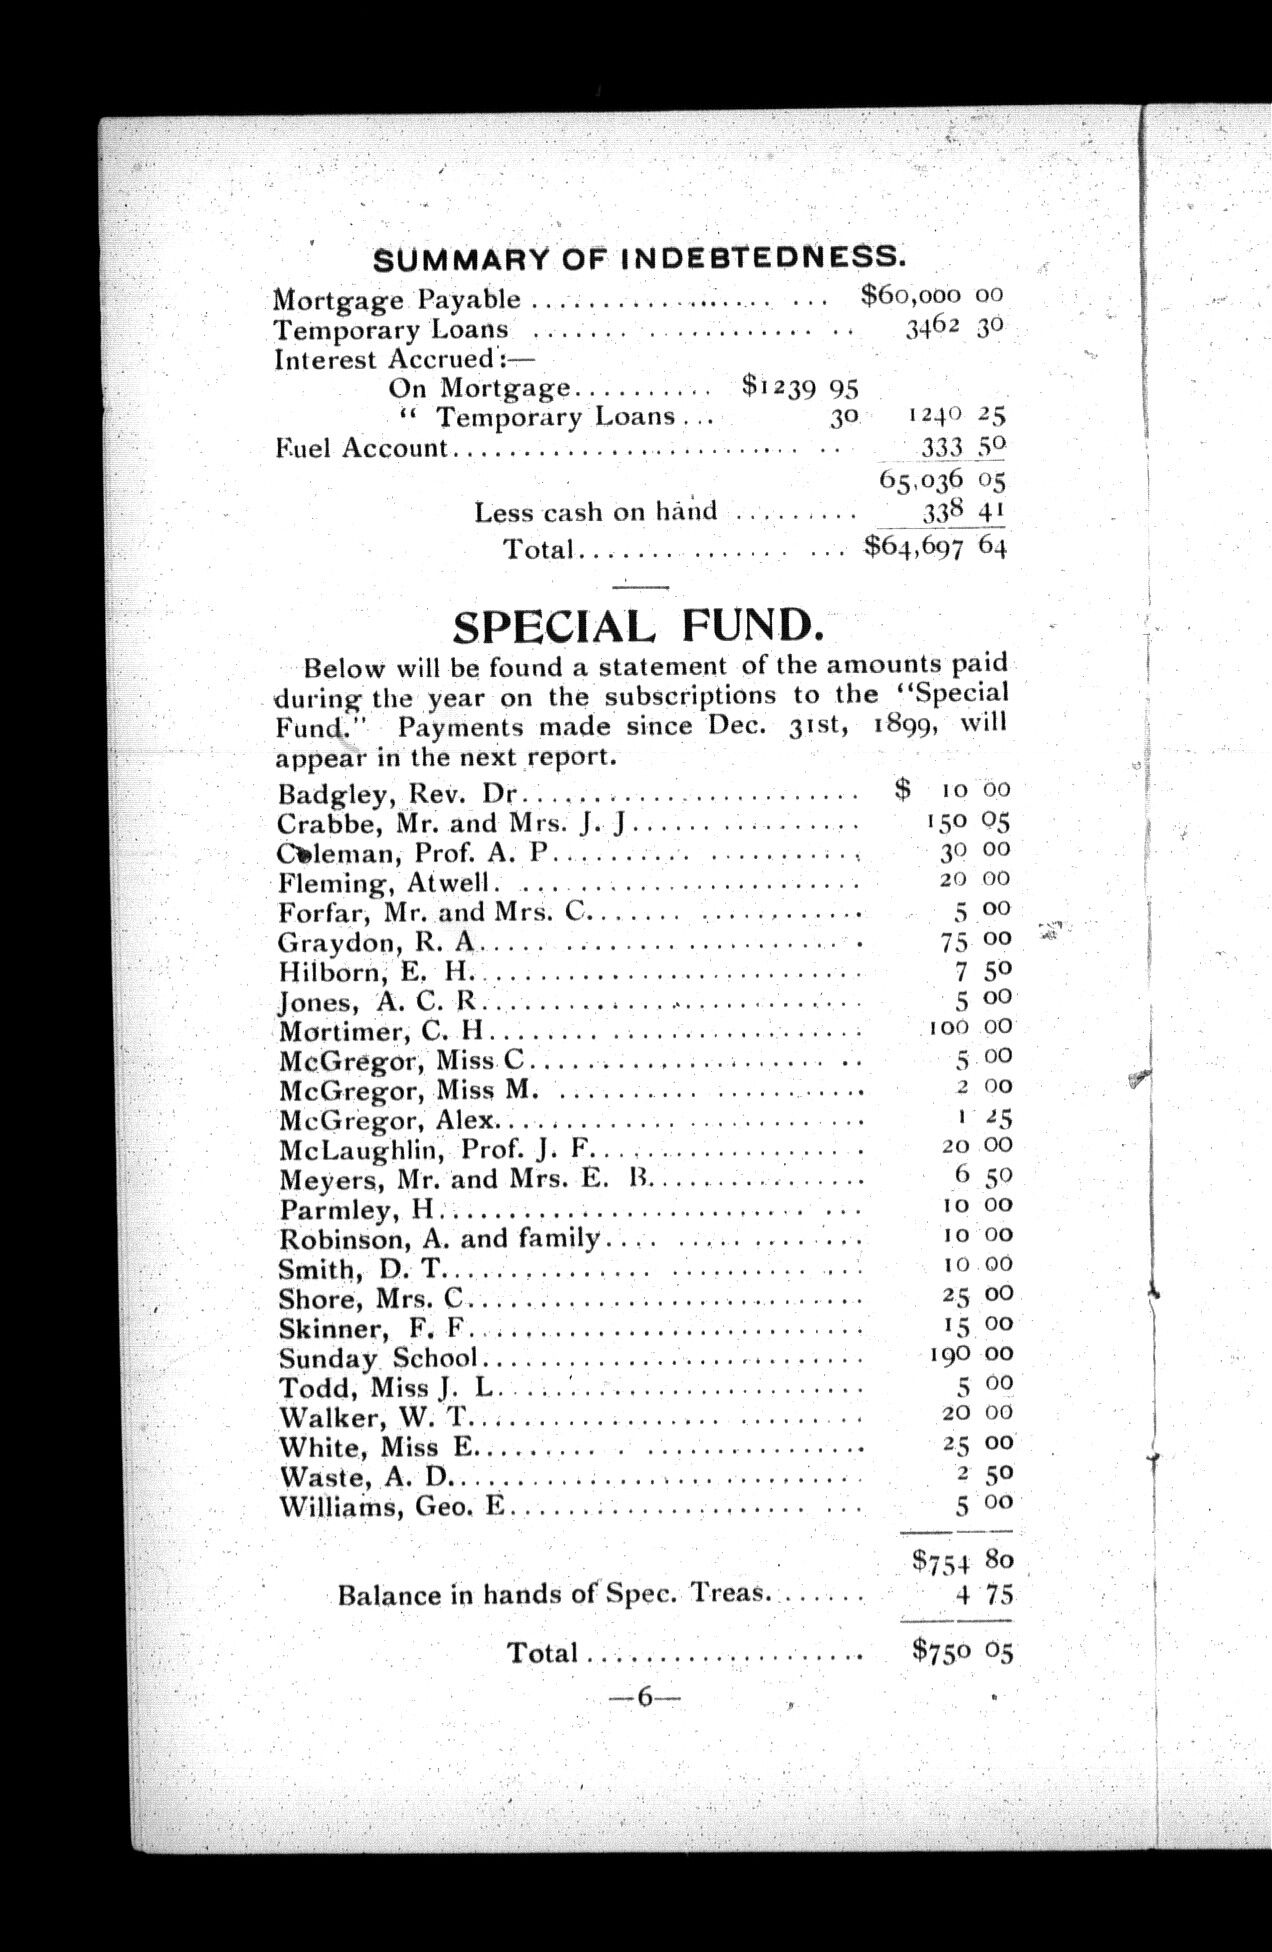 SUMMARY OF INDEBTEDNESS.
Mortgage Payable .................... ... $60,000 00
Temporary Loans ....................... .. 3462 30
Interest Accrued:—
On Mortgage.......... $1239 95
“ Temporary Loans... 30 1240 25
Fuel Account........................ .. 333 50
65,036 05
Less cash on hand ......... 338 41
Total.............. ... $64,697 64
SPECIAL FUND.
Below will be found a statement of the amounts paid
during the year on the subscriptions to the “Special
Fund.” Payments made since Dec. 31st, 1899, will
appear in the next report.
Badgley, Rev. Dr........................ $ 10 00
Crabbe, Mr. and Mrs. J. J................ 150 05
Coleman, Prof. A. P..................... 30 00
Fleming, Atwell. ....................... 20 00
Forfar, Mr. and Mrs. C.................. 5 00
Graydon, R. A........................... 75 00
Hilborn, E. H........................... 7 50
Jones, A. C. R.......................... 5 00
Mortimer, C. H.......................... 100 00
McGregor, Miss C........................ 5 00
McGregor, Miss M. ...................... 2 00
McGregor, Alex.......................... 1 25
McLaughlin, Prof. J. F.................. 20 00
Meyers, Mr. and Mrs. E. B............... 6 50
Parmley, H.............................. 10 00
Robinson, A. and family................. 10 00
Smith, D. T............................. 10 00
Shore, Mrs. C........................... 25 00
Skinner, F. F........................... 15 00
Sunday School........................... 190 00
Todd, Miss J. L......................... 5 00
Walker, W. T............................ 20 00
White, Miss E........................... 25 00
Waste, A. D............................. 2 50
Williams, Geo. E........................ 5 00
$754 80
Balance in hands of Spec. Treas....... 4 75
Total................... $750 05
—6—